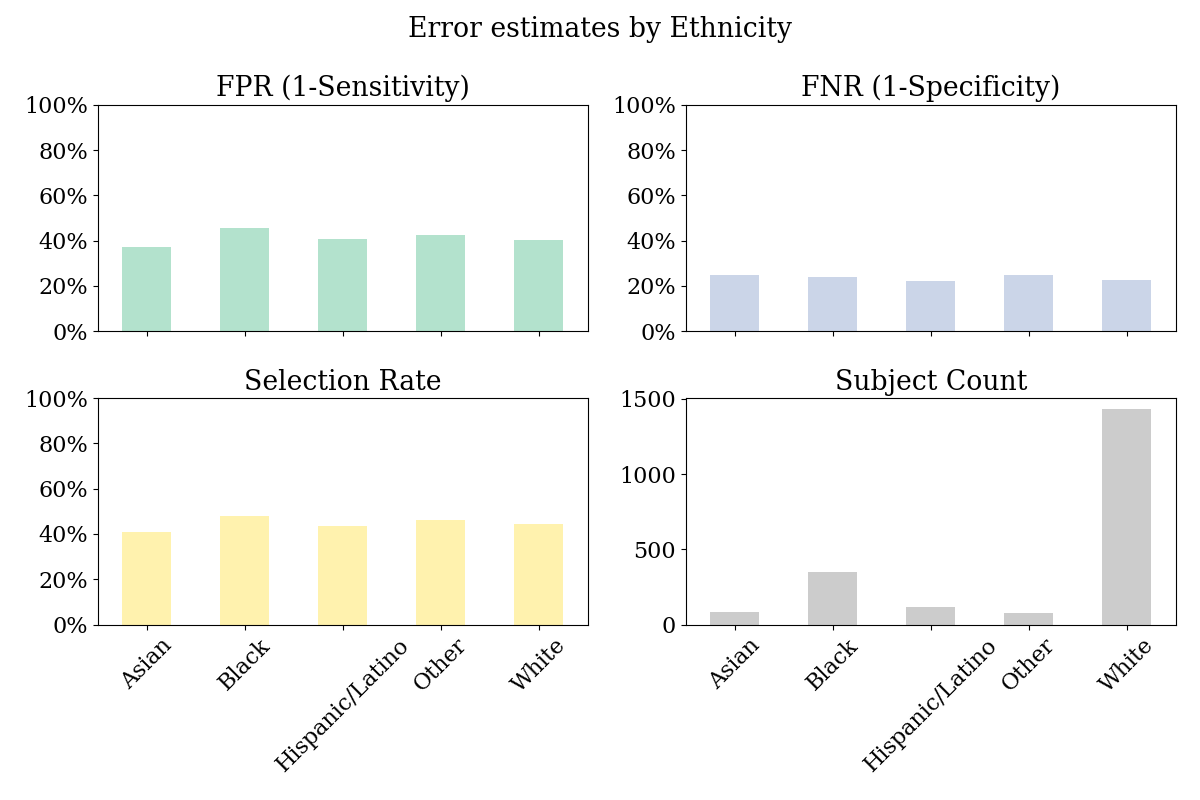 Error estimates by Ethnicity
FPR (1-Sensitivity)
100%
80%
60%
40%
20%
0%
FNR (1-Specificity)
100%
80%
60%
40%
20%
0%
Selection Rate
100%
80%
60%
40%
20%
0%
Asian
Black
Hispanic/Latino
Other
White
Subject Count
1500
1000
500
0
Asian
Black
Hispanic/Latino
Other
White